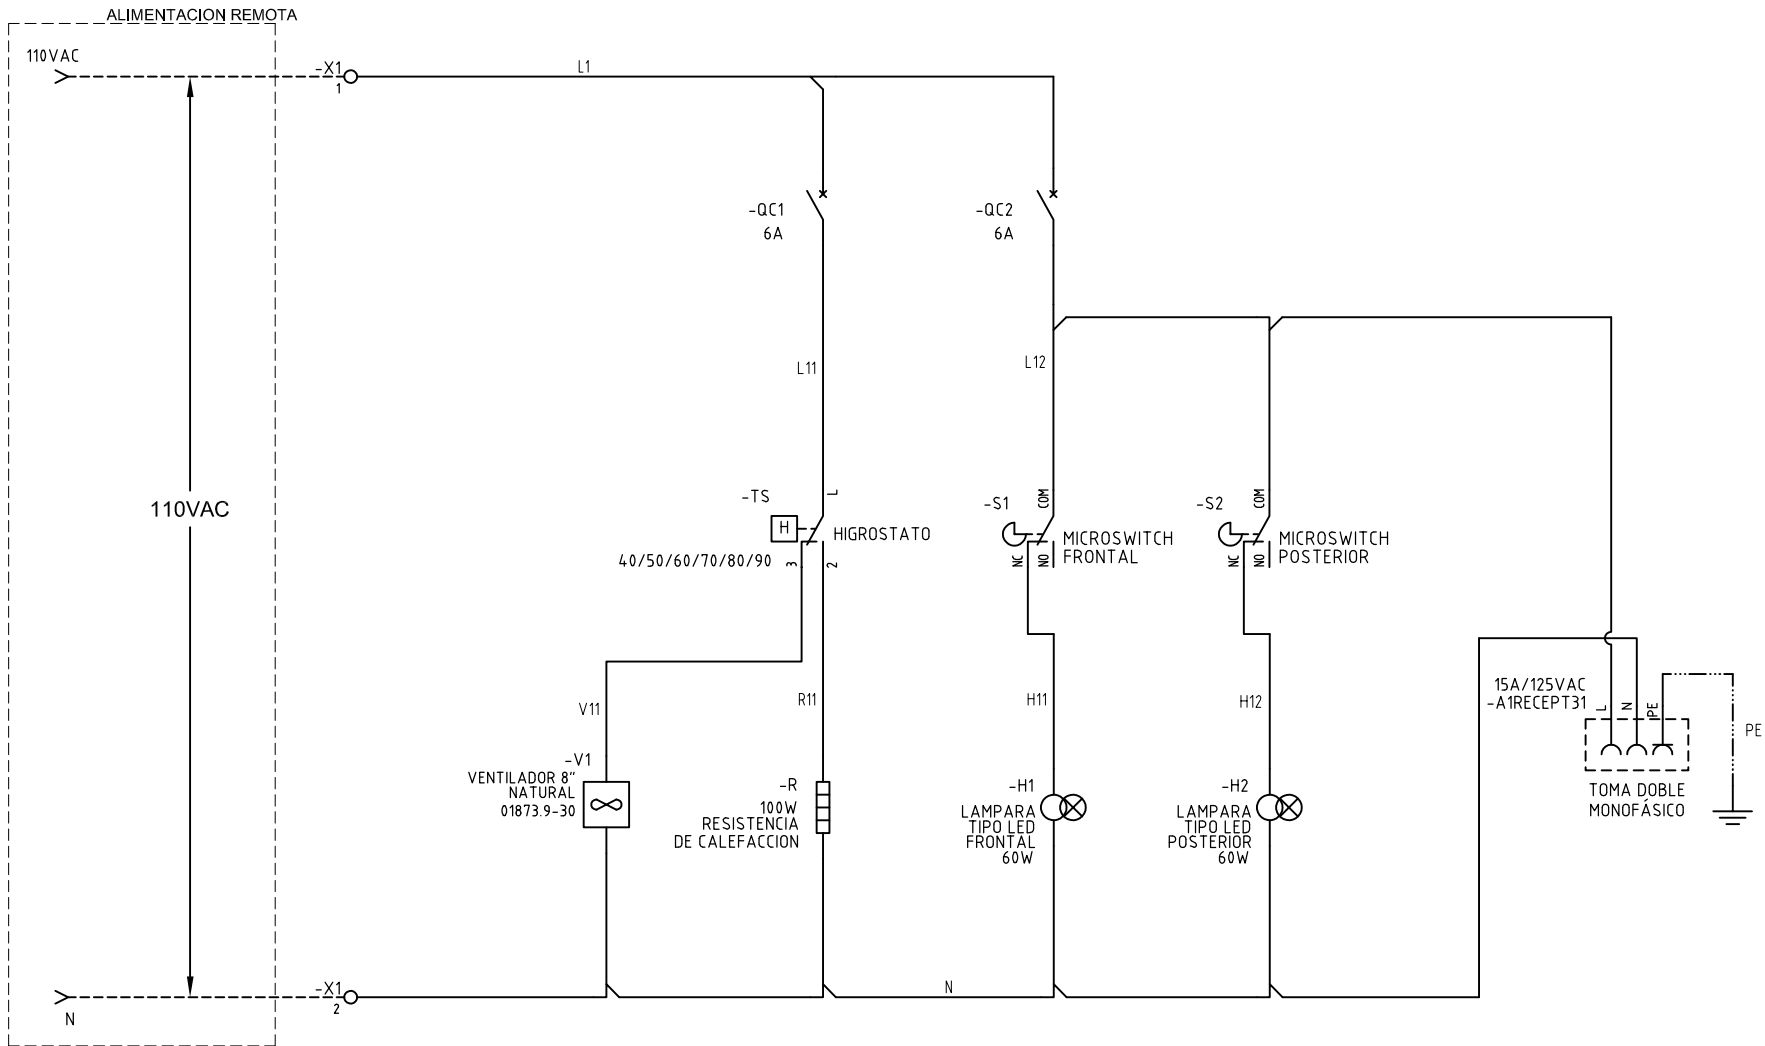 ALIMENTACION REMOTA
110VAC
-X1
1
L1
-QC1
6A
-QC2
6A
L11
L12
110VAC
-TS
L
H
HIGROSTATO
40/50/60/70/80/90
3
2
-S1
COM
MICROSWITCH
FRONTAL
NC
NO
-S2
COM
MICROSWITCH
POSTERIOR
NC
NO
V11
R11
H11
H12
15A/125VAC
-A1RECEPT31
L
N
PE
PE
TOMA DOBLE
MONOFÁSICO
-V1
VENTILADOR 8"
NATURAL
01873.9-30
-R
100W
RESISTENCIA
DE CALEFACCION
-H1
LAMPARA
TIPO LED
FRONTAL
60W
-H2
LAMPARA
TIPO LED
POSTERIOR
60W
-X1
2
N
N